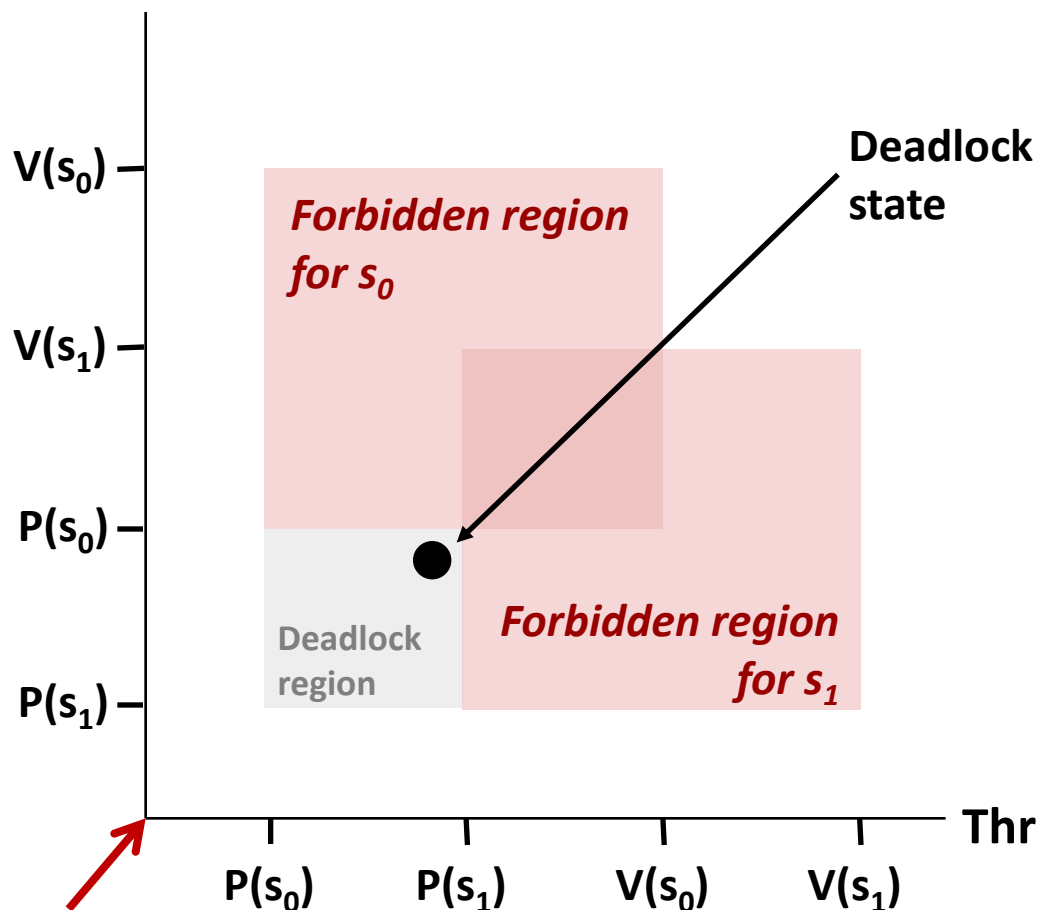 Deadlock
state
V(s₀)
Forbidden region
for s₀
V(s₁)
P(s₀)
Forbidden region
for s₁
Deadlock
region
P(s₁)
Thr
P(s₀) P(s₁) V(s₀) V(s₁)